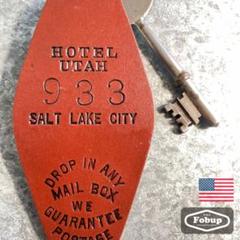 HOTEL
UTAH
933
SALT LAKE CITY
DROP IN ANY
MAIL BOX
WE
GUARANTEE
POSTAGE
Fobup